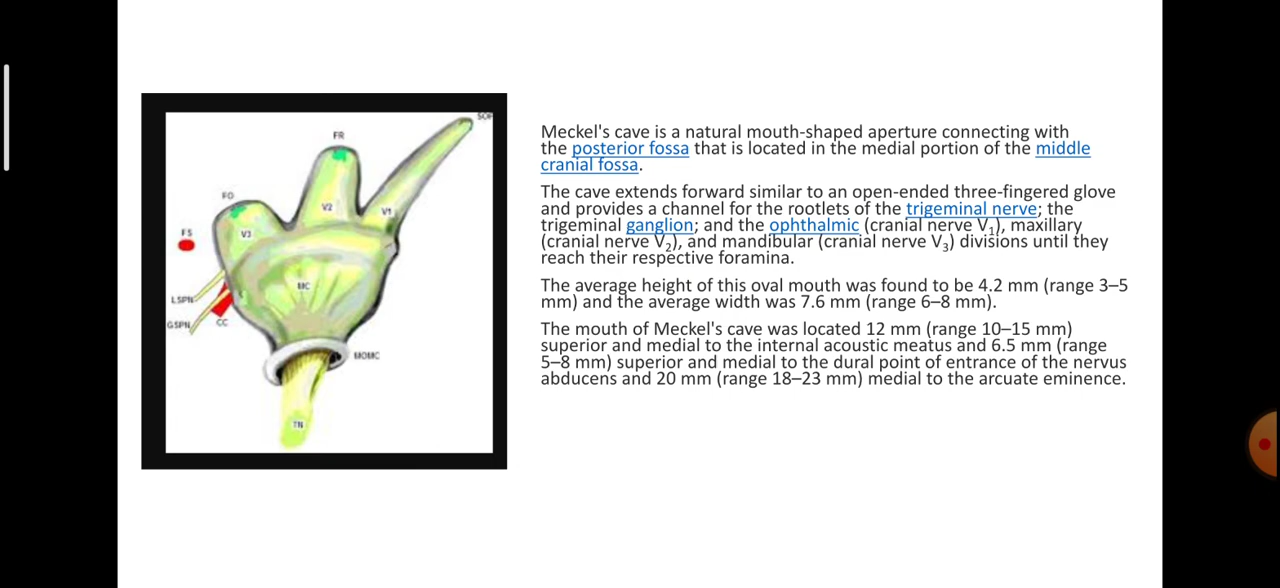 SOF
FR
FO
V2
V1
V3
FS
MC
LSPN
GSPN
CC
MOMC
TN
Meckel's cave is a natural mouth-shaped aperture connecting with
the posterior fossa that is located in the medial portion of the middle
cranial fossa.
The cave extends forward similar to an open-ended three-fingered glove
and provides a channel for the rootlets of the trigeminal nerve; the
trigeminal ganglion; and the ophthalmic (cranial nerve V1), maxillary
(cranial nerve V2), and mandibular (cranial nerve V3) divisions until they
reach their respective foramina.
The average height of this oval mouth was found to be 4.2 mm (range 3–5
mm) and the average width was 7.6 mm (range 6–8 mm).
The mouth of Meckel's cave was located 12 mm (range 10–15 mm)
superior and medial to the internal acoustic meatus and 6.5 mm (range
5–8 mm) superior and medial to the dural point of entrance of the nervus
abducens and 20 mm (range 18–23 mm) medial to the arcuate eminence.